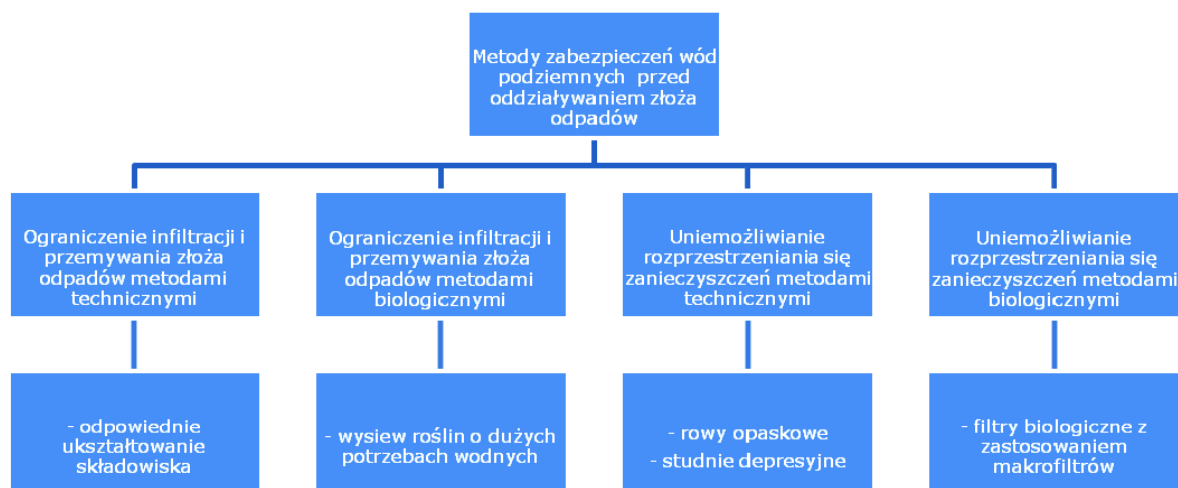 Metody zabezpieczeń wód
podziemnych przed
oddziaływaniem złoża
odpadów
Ograniczenie infiltracji i
przemywania złoża
odpadów metodami
technicznymi
Ograniczenie infiltracji i
przemywania złoża
odpadów metodami
biologicznymi
Uniemożliwianie
rozprzestrzeniania się
zanieczyszczeń metodami
technicznymi
Uniemożliwianie
rozprzestrzeniania się
zanieczyszczeń metodami
biologicznymi
- odpowiednie
ukształtowanie
składowiska
- wysiew roślin o dużych
potrzebach wodnych
- rowy opaskowe
- studnie depresyjne
- filtry biologiczne z
zastosowaniem
makrofiltrów